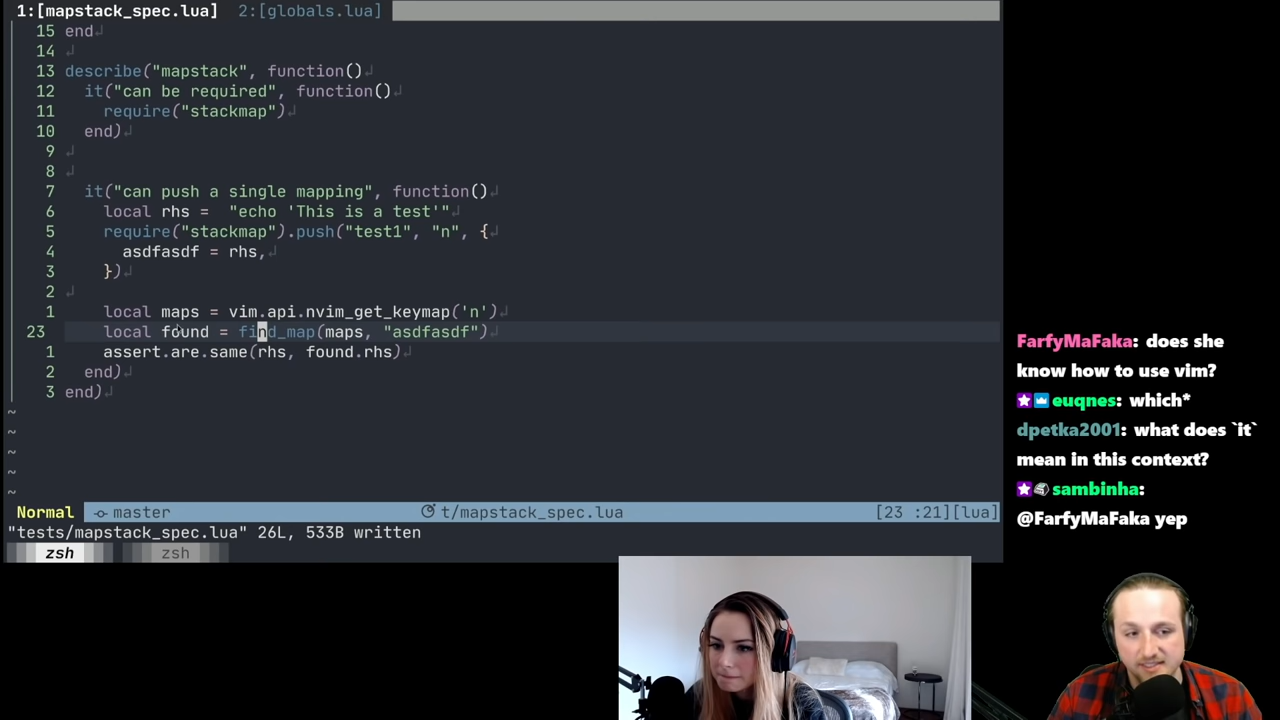 1:[mapstack_spec.lua] 2:[globals.lua]
15 end
14
13 describe("mapstack", function()
12 it("can be required", function()
11 require("stackmap")
10 end)
9
8
7 it("can push a single mapping", function()
6 local rhs =  "echo 'This is a test'"
5 require("stackmap").push("test1", "n", {
4 asdfasdf = rhs,
3 })
2
1 local maps = vim.api.nvim_get_keymap('n')
23 local found = find_map(maps, "asdfasdf")
1 assert.are.same(rhs, found.rhs)
2 end)
3 end)
~
~
~
~
~
Normal master t/mapstack_spec.lua [23 :21][lua]
"tests/mapstack_spec.lua" 26L, 533B written
zsh zsh
FarfyMaFaka: does she
know how to use vim?
euqnes: which*
dpetka2001: what does `it`
mean in this context?
sambinha:
@FarfyMaFaka yep